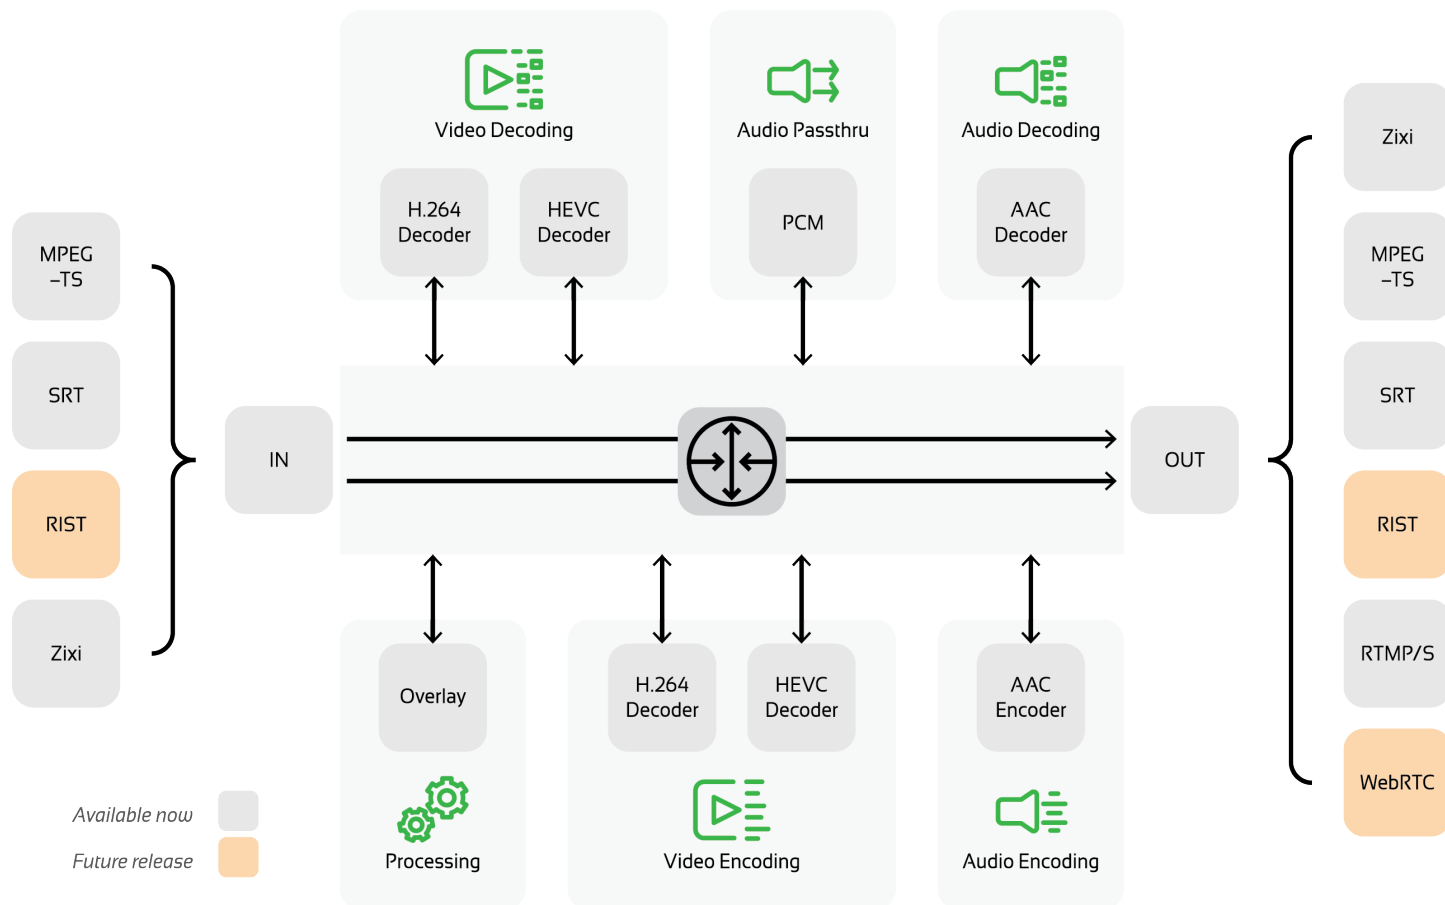 Video Decoding
Audio Passthru
Audio Decoding
H.264
Decoder
HEVC
Decoder
PCM
AAC
Decoder
MPEG
–TS
SRT
RIST
Zixi
IN
OUT
Zixi
MPEG
–TS
SRT
RIST
RTMP/S
WebRTC
Overlay
H.264
Decoder
HEVC
Decoder
AAC
Encoder
Processing
Video Encoding
Audio Encoding
Available now
Future release